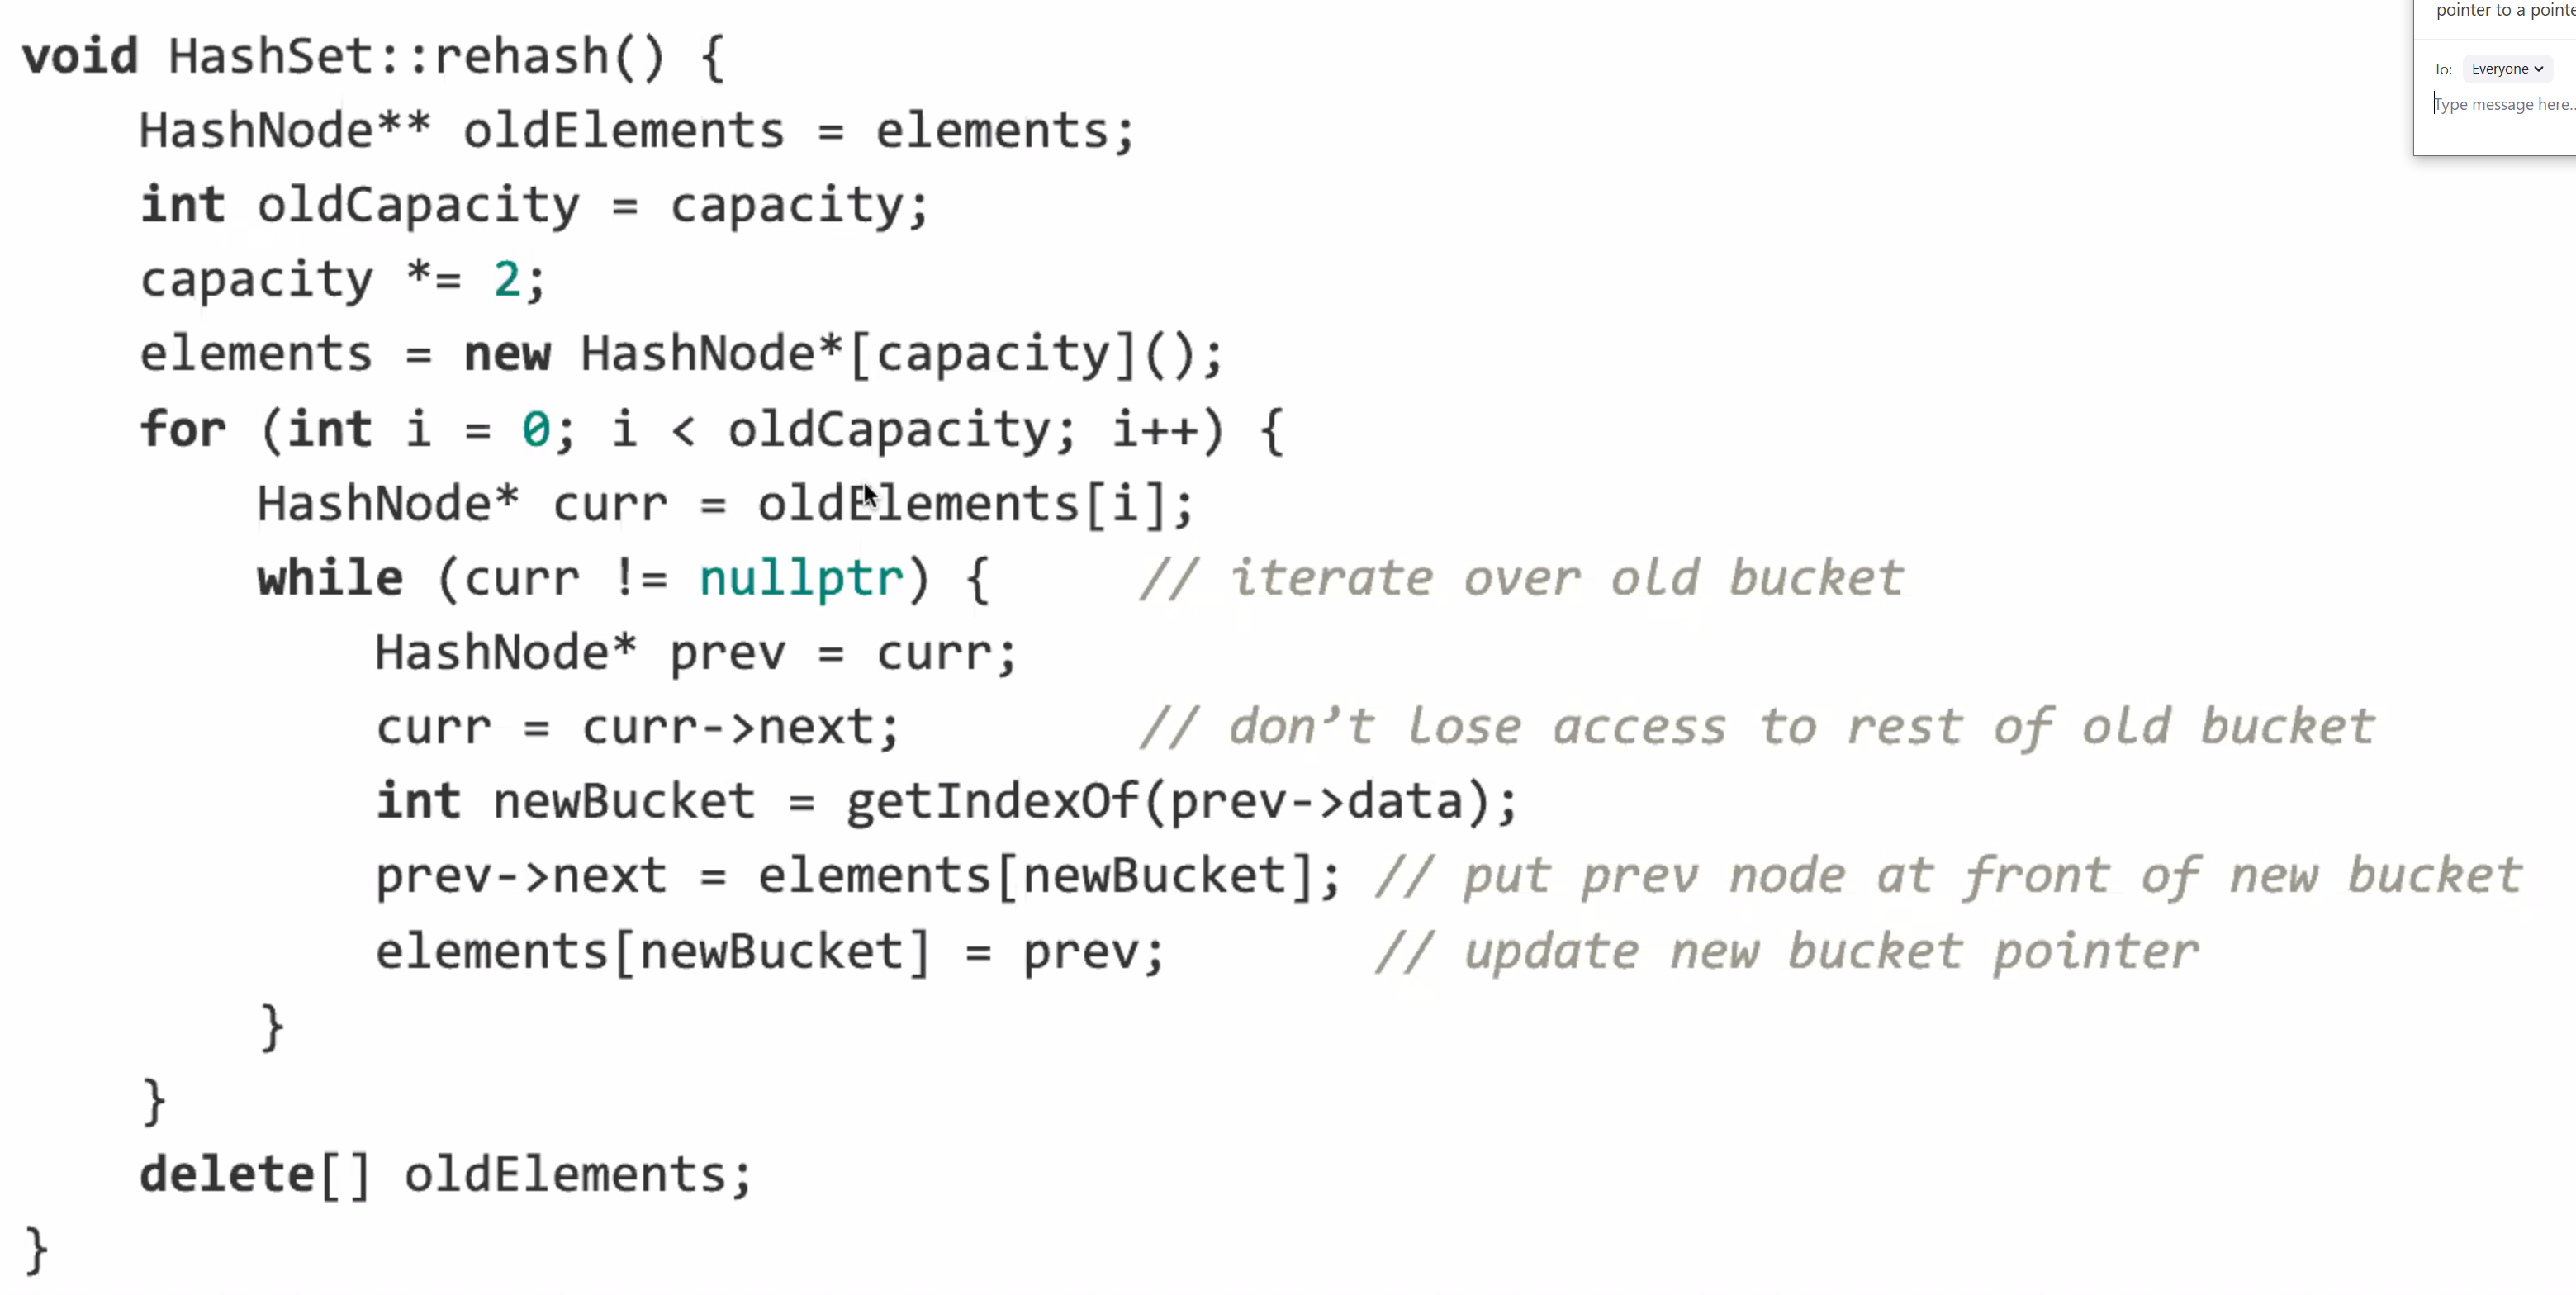 pointer to a pointe
To: Everyone
Type message here..
void HashSet::rehash() {
    HashNode** oldElements = elements;
    int oldCapacity = capacity;
    capacity *= 2;
    elements = new HashNode*[capacity]();
    for (int i = 0; i < oldCapacity; i++) {
        HashNode* curr = oldElements[i];
        while (curr != nullptr) {     // iterate over old bucket
            HashNode* prev = curr;
            curr = curr->next;        // don’t lose access to rest of old bucket
            int newBucket = getIndexOf(prev->data);
            prev->next = elements[newBucket]; // put prev node at front of new bucket
            elements[newBucket] = prev;       // update new bucket pointer
        }
    }
    delete[] oldElements;
}